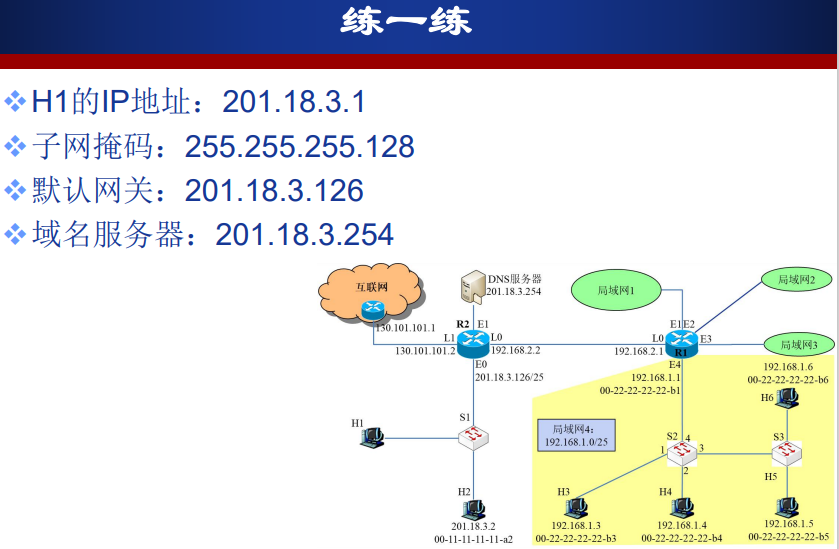 练一练
H1的IP地址：201.18.3.1
子网掩码：255.255.255.128
默认网关：201.18.3.126
域名服务器：201.18.3.254
互联网
DNS服务器
201.18.3.254
局域网1
局域网2
130.101.101.1
R2 E1
E1 E2
L1
L0
L0
E3
局域网3
130.101.101.2
192.168.2.2
192.168.2.1
R1
E0
E4
192.168.1.6
201.18.3.126/25
192.168.1.1
00-22-22-22-22-b6
00-22-22-22-22-b1
H6
H1
S1
局域网4：
192.168.1.0/25
S2
4
S3
1
3
2
H5
H2
H3
H4
201.18.3.2
192.168.1.3
192.168.1.4
192.168.1.5
00-11-11-11-11-a2
00-22-22-22-22-b3
00-22-22-22-22-b4
00-22-22-22-22-b5